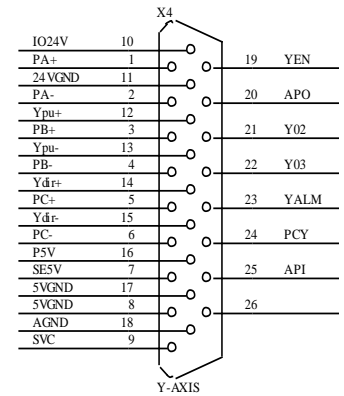 X4
IO24V 10
PA+ 1 19 YEN
24VGND 11
PA- 2 20 APO
Ypu+ 12
PB+ 3 21 Y02
Ypu- 13
PB- 4 22 Y03
Ydir+ 14
PC+ 5 23 YALM
Ydir- 15
PC- 6 24 PCY
P5V 16
SE5V 7 25 API
5VGND 17
5VGND 8 26
AGND 18
SVC 9
Y-AXIS